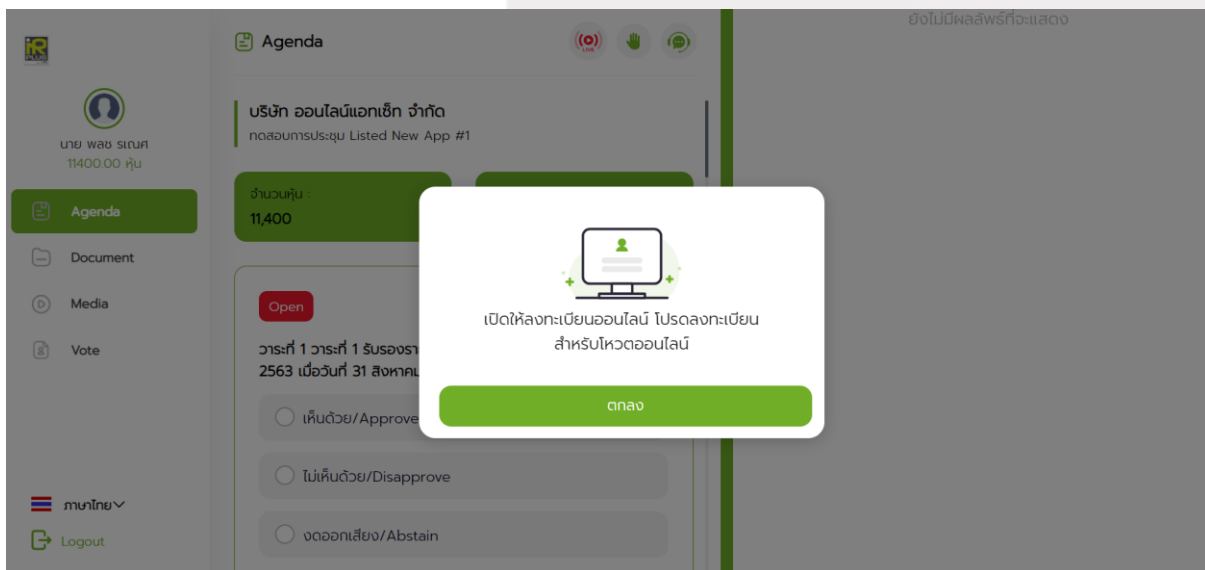 ยังไม่มีผลลัพธ์ที่จะแสดง
iR
PLUS
Agenda
LIVE
บริษัท ออนไลน์แอทเซ็ท จำกัด
ทดสอบการประชุม Listed New App #1
นาย พลช รเณศ
11400.00 หุ้น
Agenda
Document
Media
Vote
ภาษาไทย
Logout
จำนวนหุ้น :
11,400
Open
วาระที่ 1 วาระที่ 1 รับรองรา
2563 เมื่อวันที่ 31 สิงหาค
เห็นด้วย/Approve
ไม่เห็นด้วย/Disapprove
งดออกเสียง/Abstain
เปิดให้ลงทะเบียนออนไลน์ โปรดลงทะเบียน
สำหรับโหวตออนไลน์
ตกลง